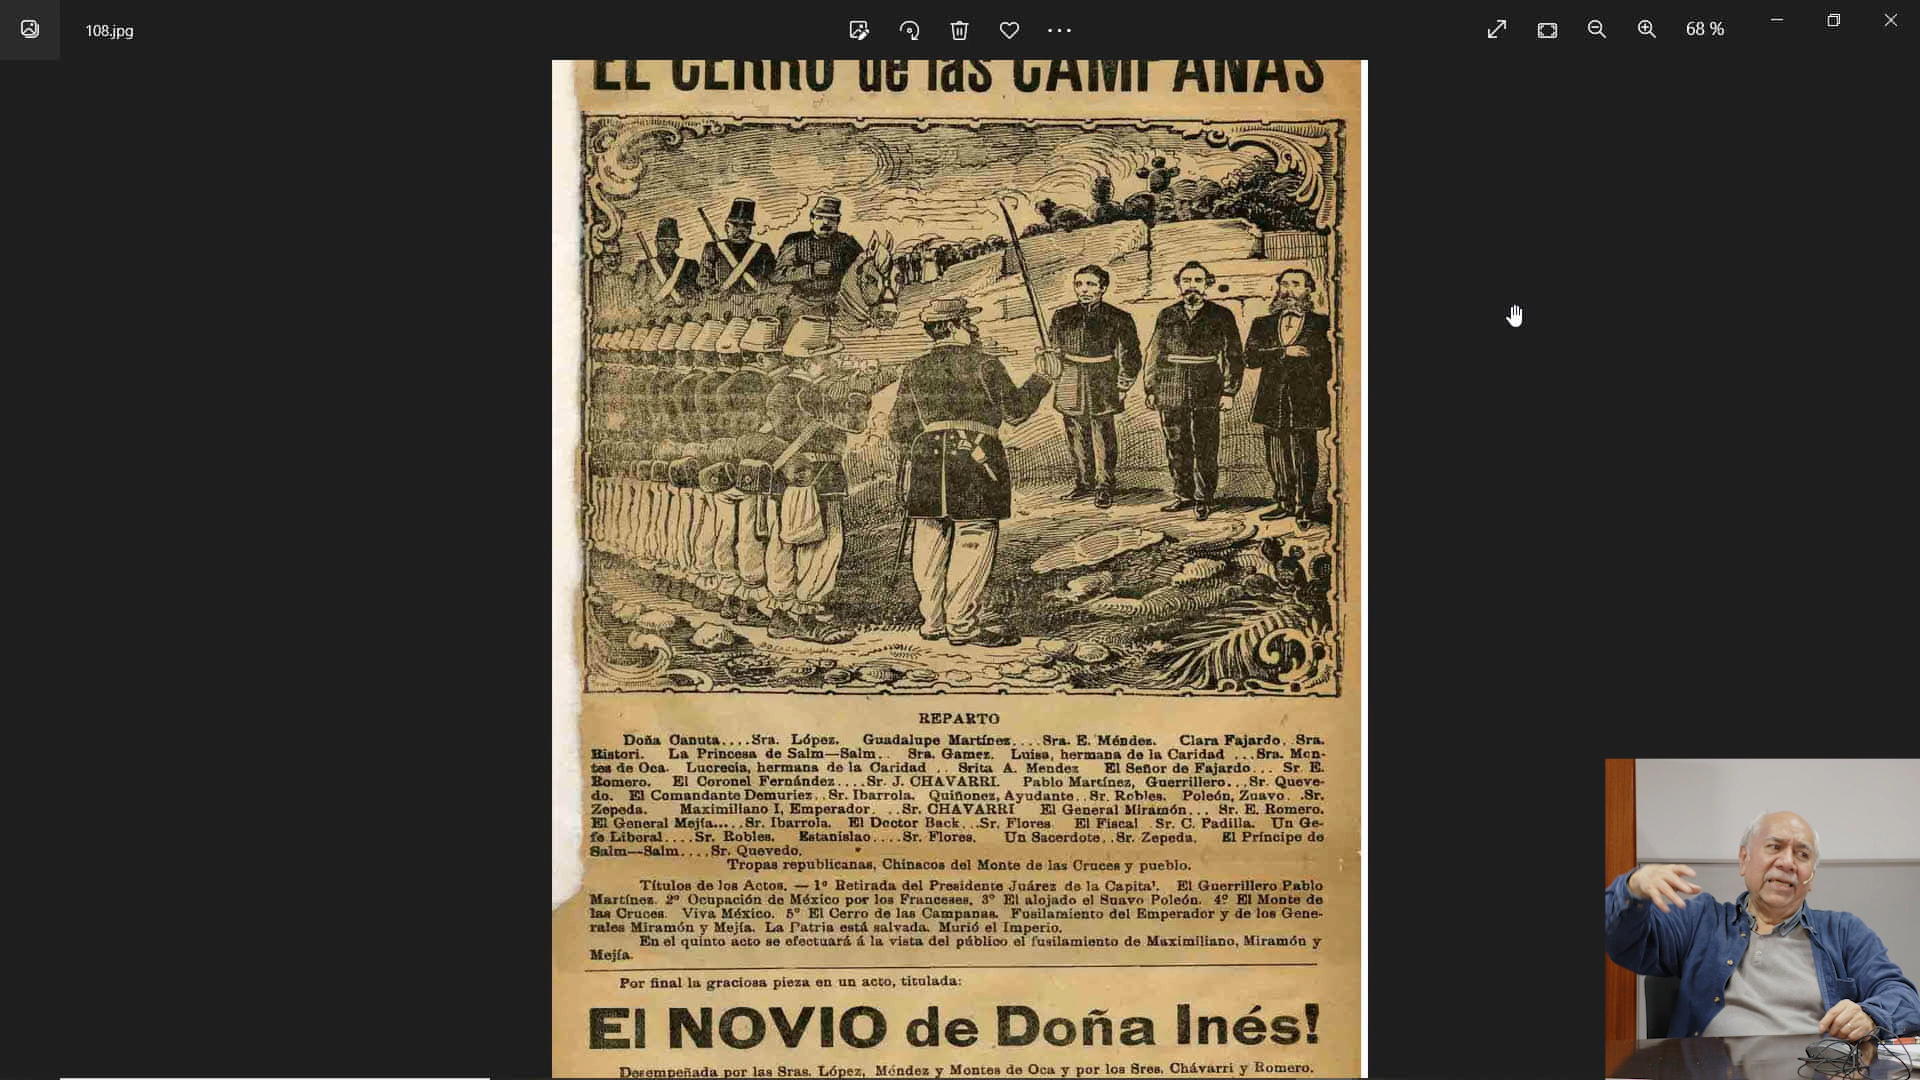 108.jpg
68 %
EL CERRO de las CAMPANAS
REPARTO
Doña Canuta....Sra. López. Guadalupe Martínez....Sra. E. Méndez. Clara Fajardo. .Sra.
Ristori. La Princesa de Salm—Salm.. Sra. Gamez. Luisa, hermana de la Caridad ...Sra. Mon-
tes de Oca. Lucrecia, hermana de la Caridad .. Srita A. Mendez El Señor de Fajardo... Sr. E.
Romero. El Coronel Fernández....Sr. J. CHAVARRI. Pablo Martínez, Guerrillero...Sr. Queve-
do. El Comandante Demuriez..Sr. Ibarrola. Quiñones, Ayudante..Sr. Robles. Poleón, Zuavo. .Sr.
Zepeda. Maximiliano I, Emperador ...Sr. CHAVARRI El General Miramón... Sr. E. Romero.
El General Mejía.....Sr. Ibarrola. El Doctor Back...Sr. Flores. El Fiscal .Sr. C. Padilla. Un Ge-
fe Liberal....Sr. Robles. Estanislao....Sr. Flores. Un Sacerdote..Sr. Zepeda. El Príncipe de
Salm—Salm....Sr. Quevedo.
Tropas republicanas, Chinacos del Monte de las Cruces y pueblo.
Títulos de los Actos. — 1º Retirada del Presidente Juárez de la Capita'. El Guerrillero Pablo
Martínez. 2º Ocupación de México por los Franceses. 3º El alojado el Suavo Poleón. 4º El Monte de
las Cruces. Viva México. 5º El Cerro de las Campanas. Fusilamiento del Emperador y de los Gene-
rales Miramón y Mejía. La Patria está salvada. Murió el Imperio.
En el quinto acto se efectuará á la vista del público el fusilamiento de Maximiliano, Miramón y
Mejía.
Por final la graciosa pieza en un acto, titulada:
El NOVIO de Doña Inés!
Desempeñada por las Sras. López, Méndez y Montes de Oca y por los Sres. Chávarri y Romero.